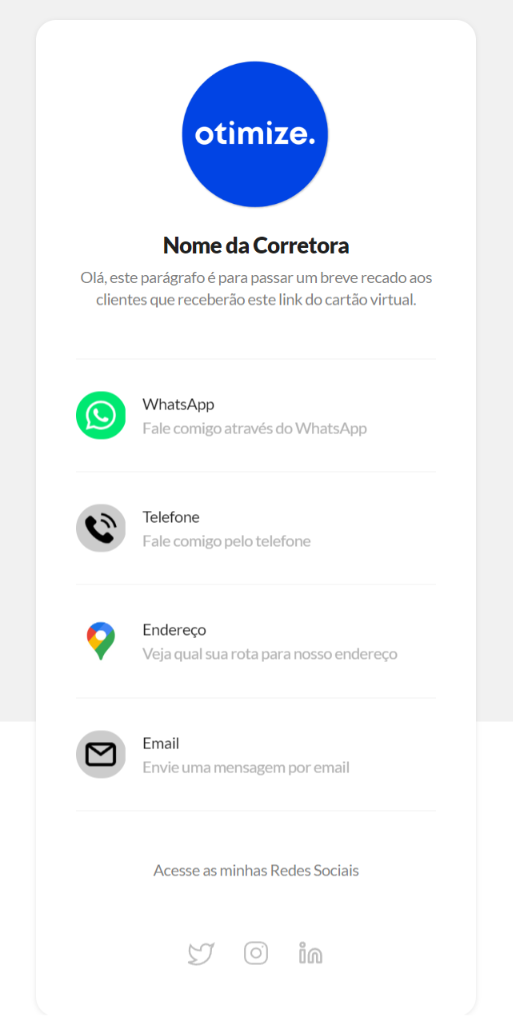 otimize.
Nome da Corretora
Olá, este parágrafo é para passar um breve recado aos
clientes que receberão este link do cartão virtual.
WhatsApp
Fale comigo através do WhatsApp
Telefone
Fale comigo pelo telefone
Endereço
Veja qual sua rota para nosso endereço
Email
Envie uma mensagem por email
Acesse as minhas Redes Sociais